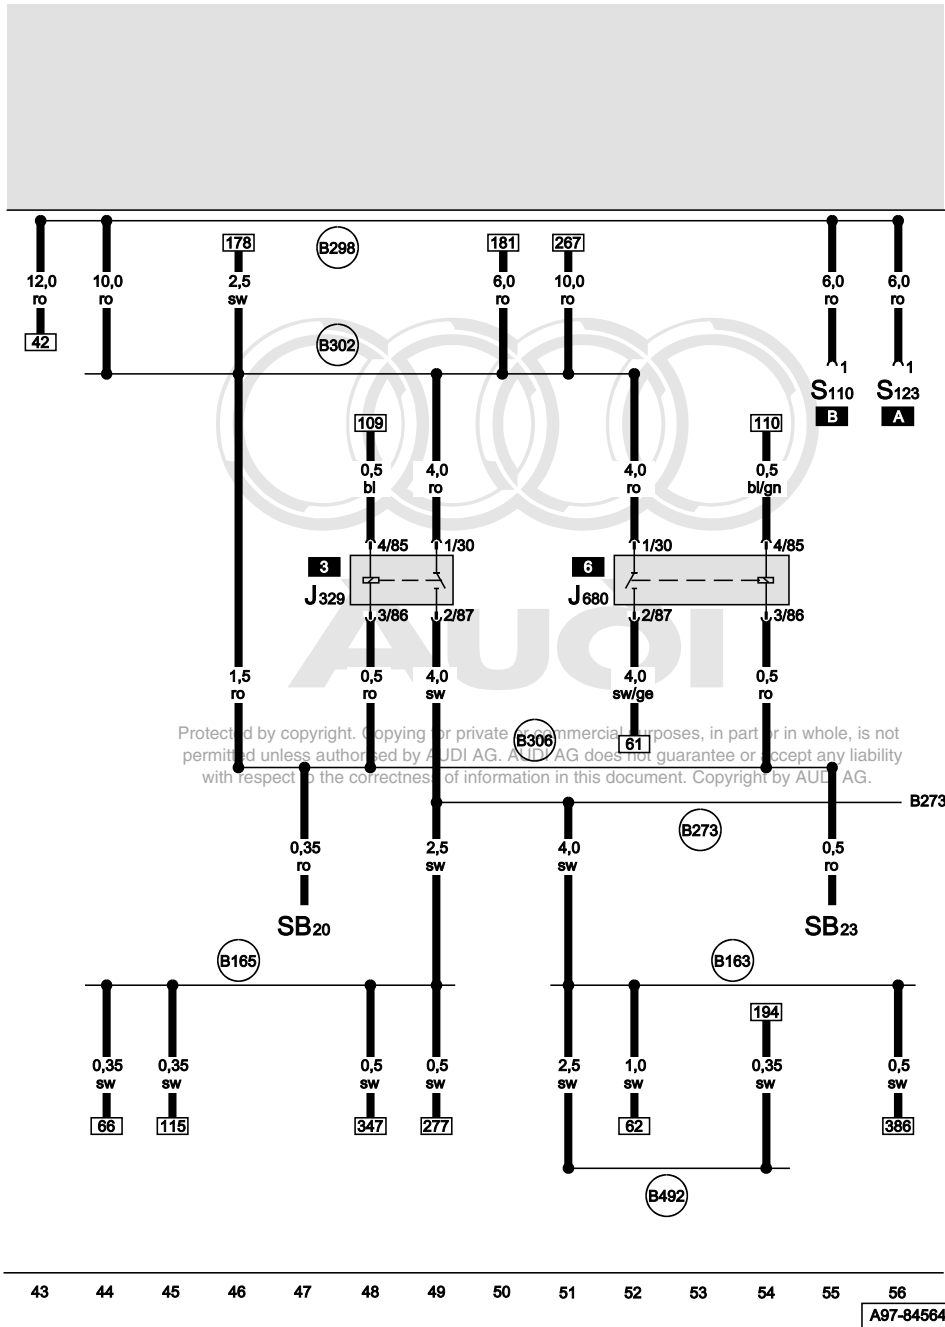 178
B298
181
267
12,0
ro
10,0
ro
2,5
sw
6,0
ro
10,0
ro
6,0
ro
6,0
ro
42
B302
1
S110
B
1
S123
A
109
110
0,5
bl
4,0
ro
4,0
ro
0,5
bl/gn
4/85
1/30
1/30
4/85
3
J329
6
J680
3/86
2/87
2/87
3/86
AUDI
1,5
ro
0,5
ro
4,0
sw
4,0
sw/ge
0,5
ro
Protected by copyright. Copying for private or commercial purposes, in part or in whole, is not
permitted unless authorised by AUDI AG. AUDI AG does not guarantee or accept any liability
with respect to the correctness of information in this document. Copyright by AUDI AG.
B306
61
B273
B273
0,35
ro
2,5
sw
4,0
sw
0,5
ro
SB20
SB23
B165
B163
194
0,35
sw
0,35
sw
0,5
sw
0,5
sw
2,5
sw
1,0
sw
0,35
sw
0,5
sw
66
115
347
277
62
386
B492
43 44 45 46 47 48 49 50 51 52 53 54 55 56
A97-84564